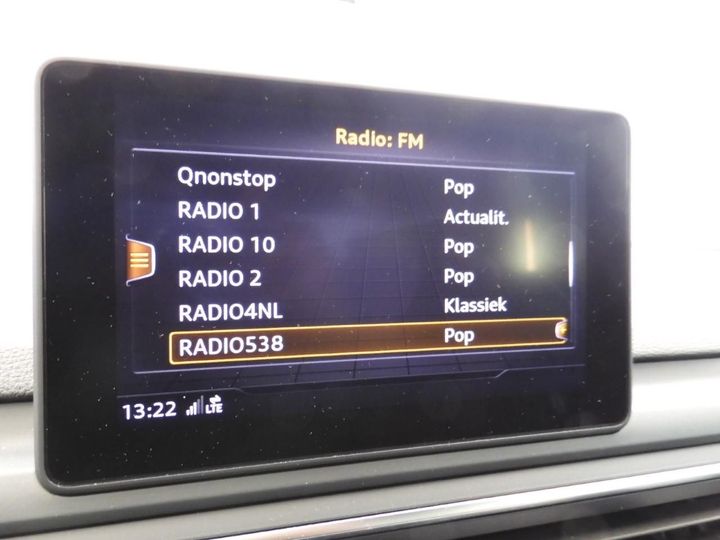 Radio: FM
Qnonstop Pop
RADIO 1 Actualit.
RADIO 10 Pop
RADIO 2 Pop
RADIO4NL Klassiek
RADIO538 Pop
13:22 LTE